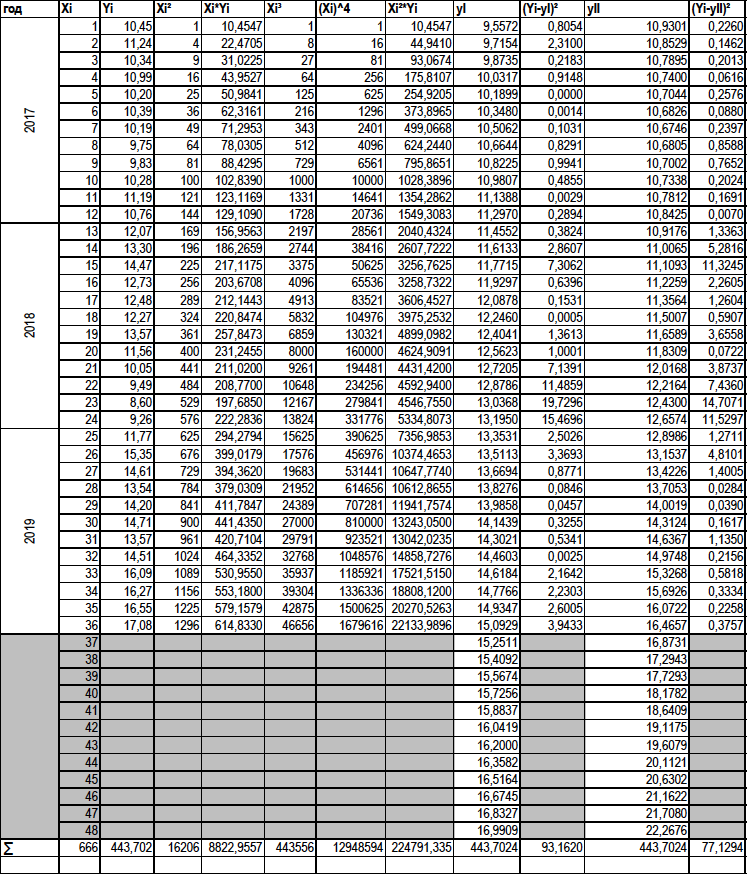 год Xi Yi Xi² Xi*Yi Xi³ (Xi)^4 Xi²*Yi yI (Yi-yI)² yII (Yi-yII)²
2017
1 10,45 1 10,4547 1 1 10,4547 9,5572 0,8054 10,9301 0,2260
2 11,24 4 22,4705 8 16 44,9410 9,7154 2,3100 10,8529 0,1462
3 10,34 9 31,0225 27 81 93,0674 9,8735 0,2183 10,7895 0,2013
4 10,99 16 43,9527 64 256 175,8107 10,0317 0,9148 10,7400 0,0616
5 10,20 25 50,9841 125 625 254,9205 10,1899 0,0000 10,7044 0,2576
6 10,39 36 62,3161 216 1296 373,8965 10,3480 0,0014 10,6826 0,0880
7 10,19 49 71,2953 343 2401 499,0668 10,5062 0,1031 10,6746 0,2397
8 9,75 64 78,0305 512 4096 624,2440 10,6644 0,8291 10,6805 0,8588
9 9,83 81 88,4295 729 6561 795,8651 10,8225 0,9941 10,7002 0,7652
10 10,28 100 102,8390 1000 10000 1028,3896 10,9807 0,4855 10,7338 0,2024
11 11,19 121 123,1169 1331 14641 1354,2862 11,1388 0,0029 10,7812 0,1691
12 10,76 144 129,1090 1728 20736 1549,3083 11,2970 0,2894 10,8425 0,0070
2018
13 12,07 169 156,9563 2197 28561 2040,4324 11,4552 0,3824 10,9176 1,3363
14 13,30 196 186,2659 2744 38416 2607,7222 11,6133 2,8607 11,0065 5,2816
15 14,47 225 217,1175 3375 50625 3256,7625 11,7715 7,3062 11,1093 11,3245
16 12,73 256 203,6708 4096 65536 3258,7322 11,9297 0,6396 11,2259 2,2605
17 12,48 289 212,1443 4913 83521 3606,4527 12,0878 0,1531 11,3564 1,2604
18 12,27 324 220,8474 5832 104976 3975,2532 12,2460 0,0005 11,5007 0,5907
19 13,57 361 257,8473 6859 130321 4899,0982 12,4041 1,3613 11,6589 3,6558
20 11,56 400 231,2455 8000 160000 4624,9091 12,5623 1,0001 11,8309 0,0722
21 10,05 441 211,0200 9261 194481 4431,4200 12,7205 7,1391 12,0168 3,8737
22 9,49 484 208,7700 10648 234256 4592,9400 12,8786 11,4859 12,2164 7,4360
23 8,60 529 197,6850 12167 279841 4546,7550 13,0368 19,7296 12,4300 14,7071
24 9,26 576 222,2836 13824 331776 5334,8073 13,1950 15,4696 12,6574 11,5297
2019
25 11,77 625 294,2794 15625 390625 7356,9853 13,3531 2,5026 12,8986 1,2711
26 15,35 676 399,0179 17576 456976 10374,4653 13,5113 3,3693 13,1537 4,8101
27 14,61 729 394,3620 19683 531441 10647,7740 13,6694 0,8771 13,4226 1,4005
28 13,54 784 379,0309 21952 614656 10612,8655 13,8276 0,0846 13,7053 0,0284
29 14,20 841 411,7847 24389 707281 11941,7574 13,9858 0,0457 14,0019 0,0390
30 14,71 900 441,4350 27000 810000 13243,0500 14,1439 0,3255 14,3124 0,1617
31 13,57 961 420,7104 29791 923521 13042,0235 14,3021 0,5341 14,6367 1,1350
32 14,51 1024 464,3352 32768 1048576 14858,7276 14,4603 0,0025 14,9748 0,2156
33 16,09 1089 530,9550 35937 1185921 17521,5150 14,6184 2,1642 15,3268 0,5818
34 16,27 1156 553,1800 39304 1336336 18808,1200 14,7766 2,2303 15,6926 0,3334
35 16,55 1225 579,1579 42875 1500625 20270,5263 14,9347 2,6005 16,0722 0,2258
36 17,08 1296 614,8330 46656 1679616 22133,9896 15,0929 3,9433 16,4657 0,3757
37 15,2511 16,8731
38 15,4092 17,2943
39 15,5674 17,7293
40 15,7256 18,1782
41 15,8837 18,6409
42 16,0419 19,1175
43 16,2000 19,6079
44 16,3582 20,1121
45 16,5164 20,6302
46 16,6745 21,1622
47 16,8327 21,7080
48 16,9909 22,2676
∑ 666 443,702 16206 8822,9557 443556 12948594 224791,335 443,7024 93,1620 443,7024 77,1294